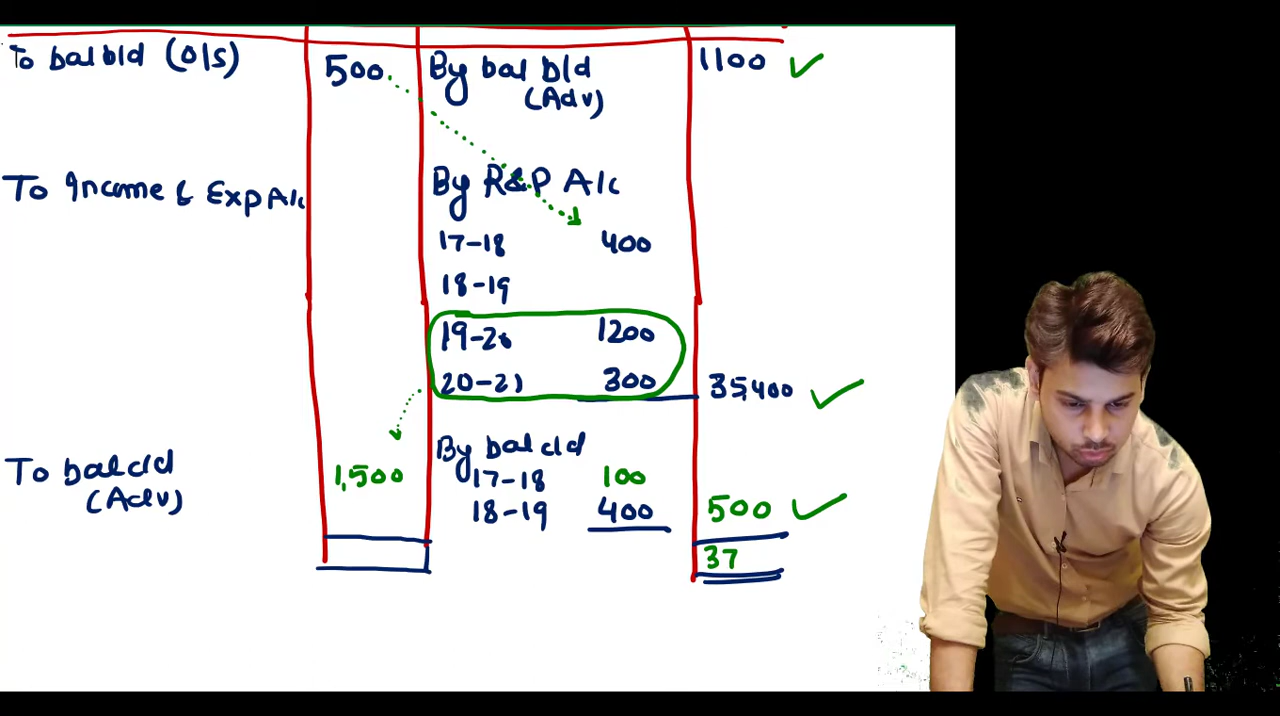 To bal b/d (O/S) 500 By bal b/d 1100
(Adv)
To Income & Exp A/c By R&P A/c
17-18 400
18-19
19-20 1200
20-21 300 35,400
To bal c/d 1,500 By bal c/d
(Adv) 17-18 100
18-19 400 500
37